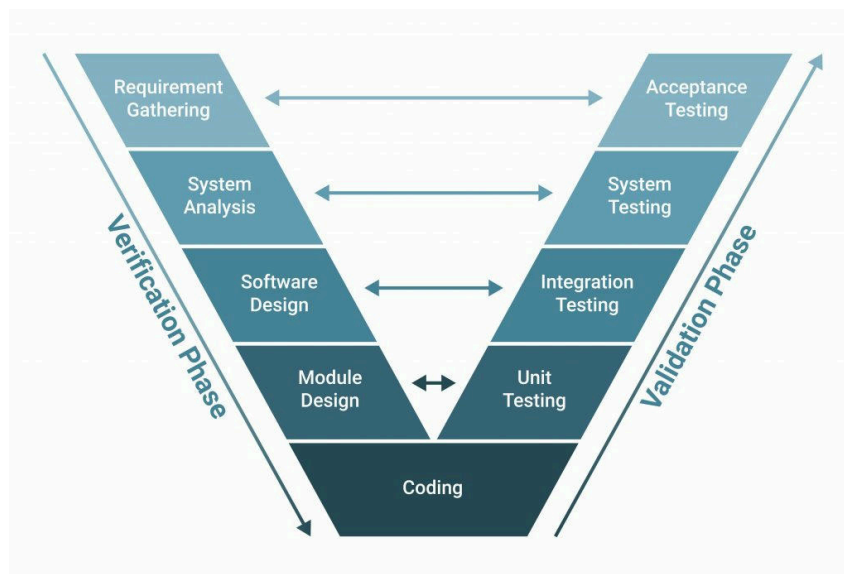 Requirement
Gathering
Acceptance
Testing
System
Analysis
System
Testing
Verification Phase
Validation Phase
Software
Design
Integration
Testing
Module
Design
Unit
Testing
Coding